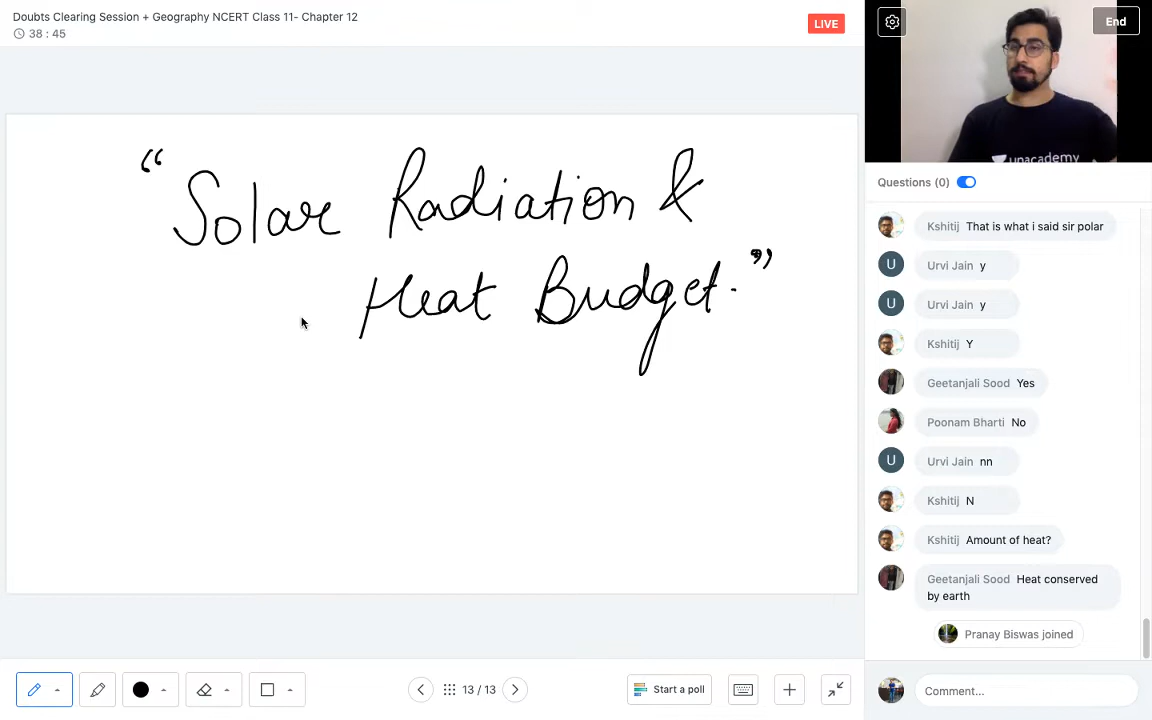 Doubts Clearing Session + Geography NCERT Class 11- Chapter 12
38 : 45
LIVE
End
unacademy
“Solar Radiation &
Heat Budget.”
Questions (0)
Kshitij That is what i said sir polar
U Urvi Jain y
U Urvi Jain y
Kshitij Y
Geetanjali Sood Yes
Poonam Bharti No
U Urvi Jain nn
Kshitij N
Kshitij Amount of heat?
Geetanjali Sood Heat conserved
by earth
Pranay Biswas joined
13 / 13
Start a poll
Comment...